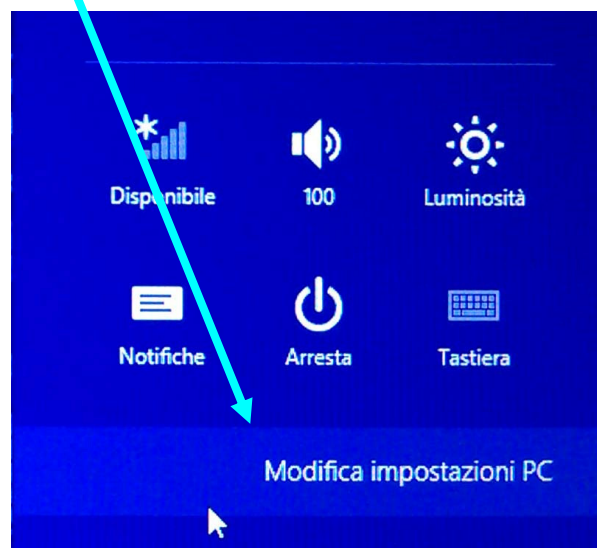 Disponibile 100 Luminosità
Notifiche Arresta Tastiera
Modifica impostazioni PC